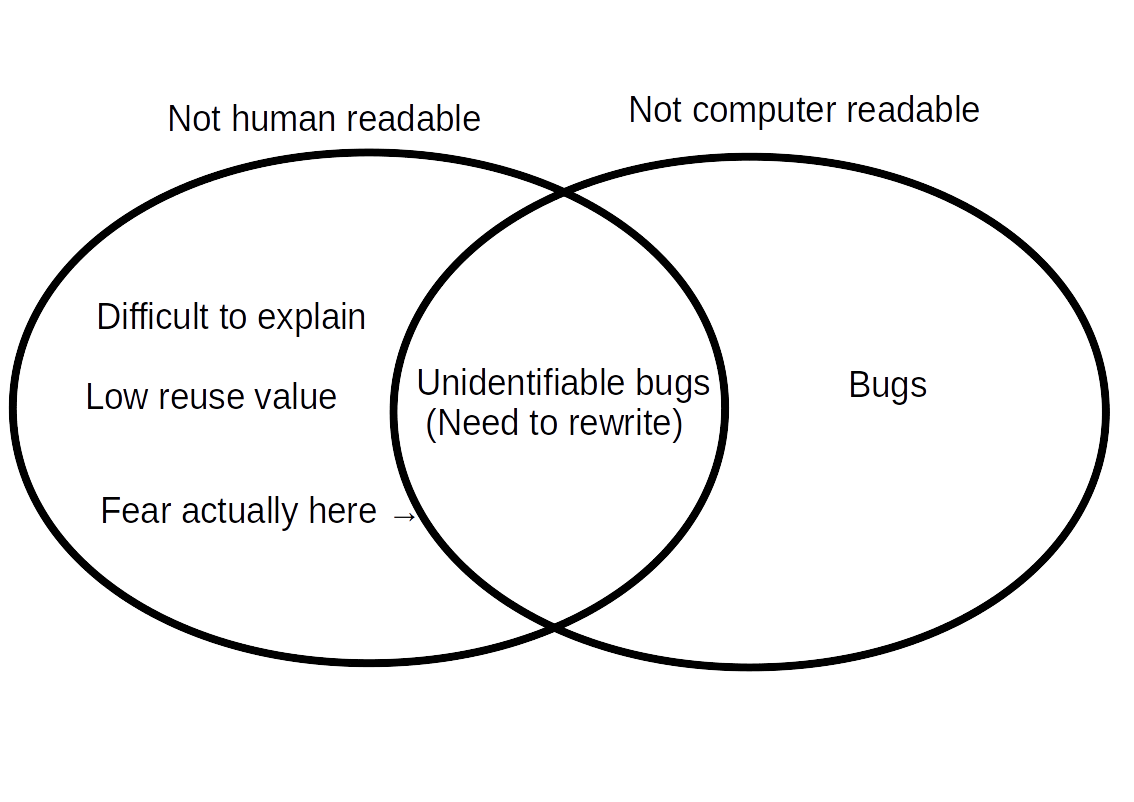 Not human readable
Not computer readable
Difficult to explain
Low reuse value
Fear actually here →
Unidentifiable bugs
(Need to rewrite)
Bugs